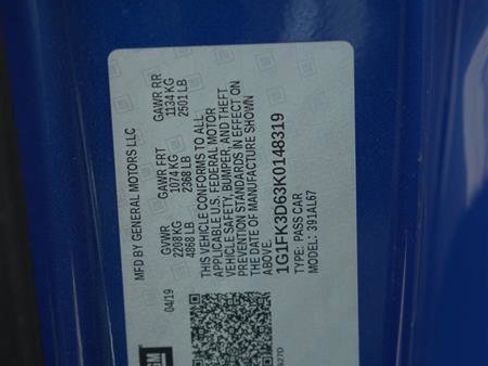 MFD BY GENERAL MOTORS LLC
04/19 GVWR GAWR FRT GAWR RR
2208 KG 1074 KG 1134 KG
4868 LB 2368 LB 2501 LB
THIS VEHICLE CONFORMS TO ALL
APPLICABLE U.S. FEDERAL MOTOR
VEHICLE SAFETY, BUMPER, AND THEFT
PREVENTION STANDARDS IN EFFECT ON
THE DATE OF MANUFACTURE SHOWN
ABOVE.
1G1FK3D63K0148319
TYPE: PASS CAR
MODEL: 391AL67
GM